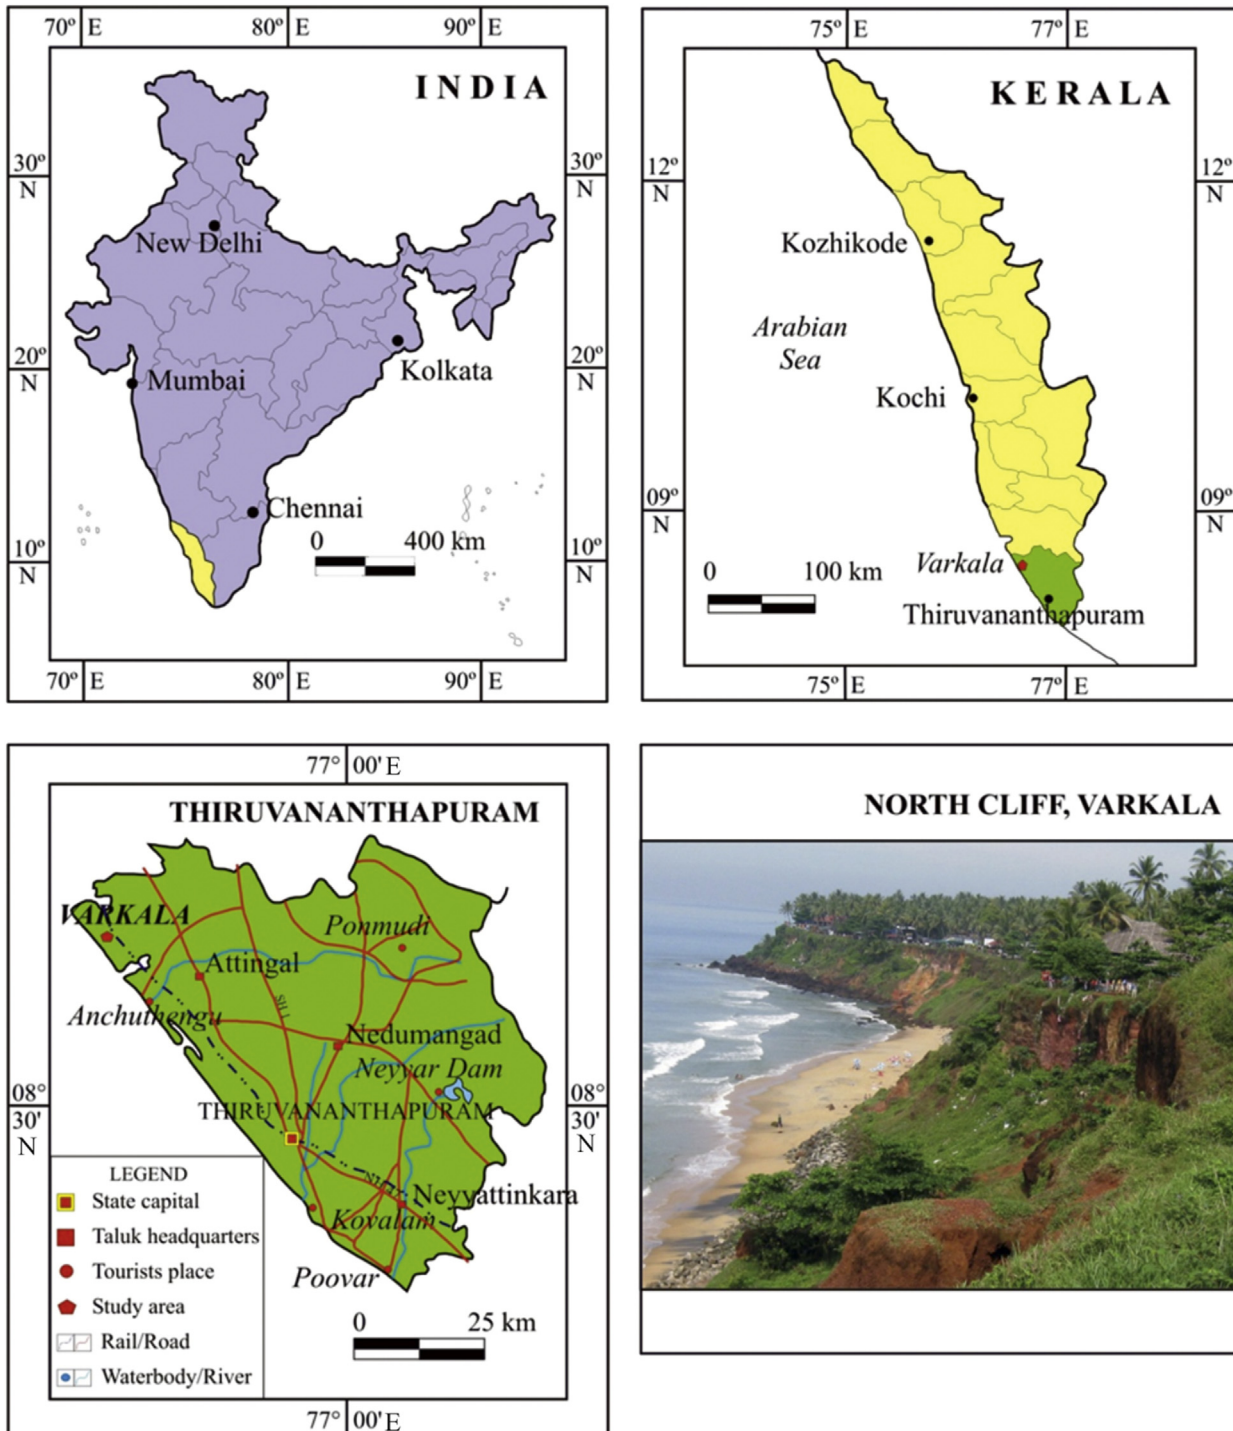 70° E 80° E 90° E
INDIA
30°
N
30°
N
New Delhi
20°
N
20°
N
Mumbai
Kolkata
Chennai
0 400 km
10°
N
10°
N
70° E 80° E 90° E
75° E 77° E
KERALA
12°
N
12°
N
Kozhikode
Arabian
Sea
Kochi
09°
N
09°
N
Varkala
0 100 km
Thiruvananthapuram
75° E 77° E
77° 00' E
THIRUVANANTHAPURAM
VARKALA
Ponmudi
Attingal
SH1
Anchuthengu
Nedumangad
Neyyar Dam
08°
30'
N
08°
30'
N
THIRUVANANTHAPURAM
Neyyattinkara
Kovalam
Poovar
LEGEND
State capital
Taluk headquarters
Tourists place
Study area
Rail/Road
Waterbody/River
0 25 km
77° 00' E
NORTH CLIFF, VARKALA